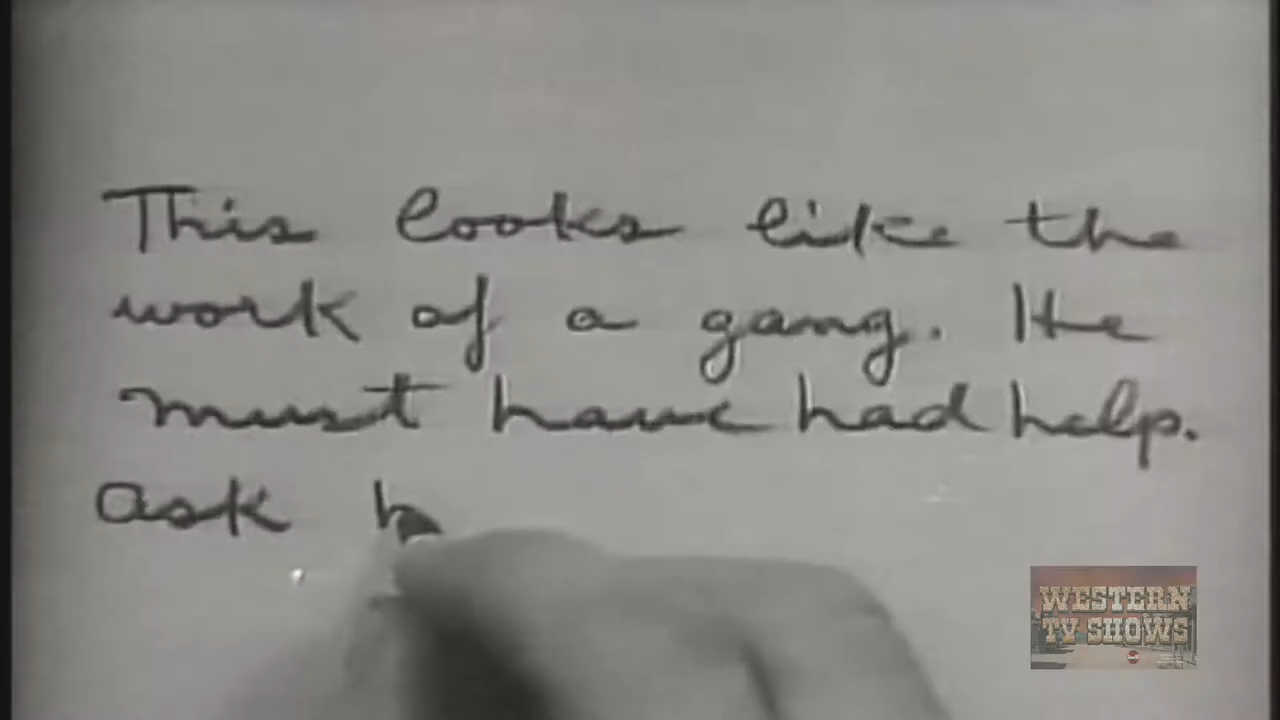 This looks like the
work of a gang. He
must have had help.
ask h
WESTERN
TV SHOWS